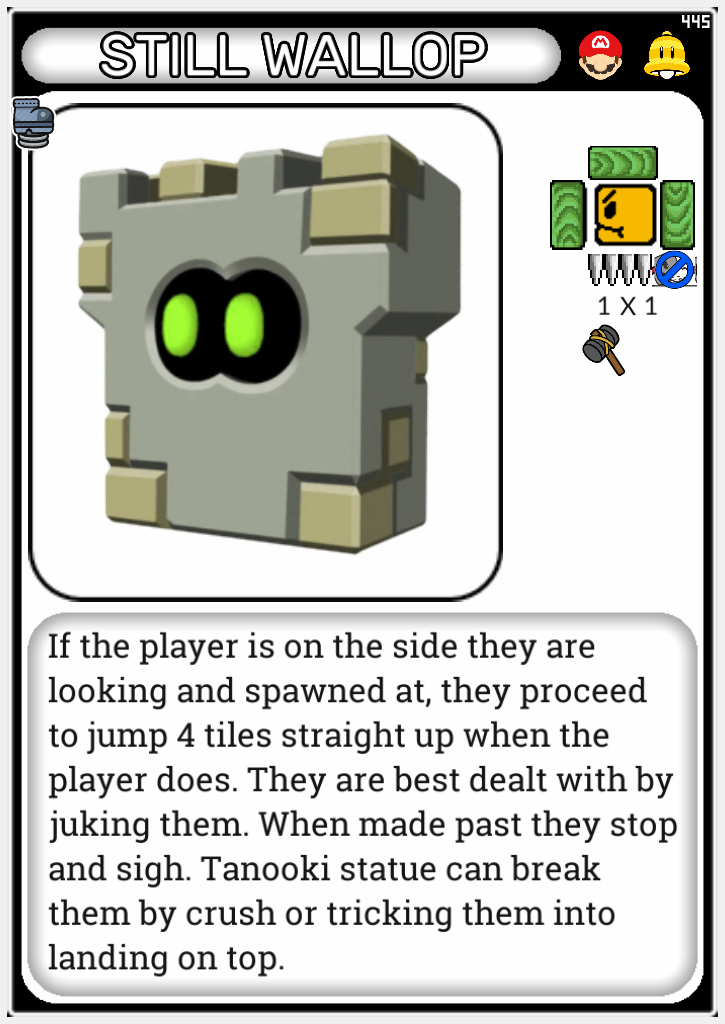 445
STILL WALLOP
1 X 1
If the player is on the side they are
looking and spawned at, they proceed
to jump 4 tiles straight up when the
player does. They are best dealt with by
juking them. When made past they stop
and sigh. Tanooki statue can break
them by crush or tricking them into
landing on top.